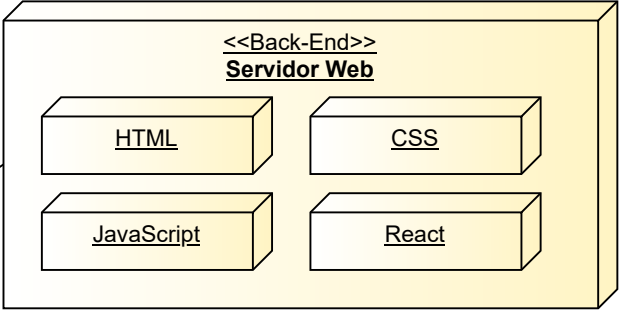 <<Back-End>>
Servidor Web
HTML
CSS
JavaScript
React